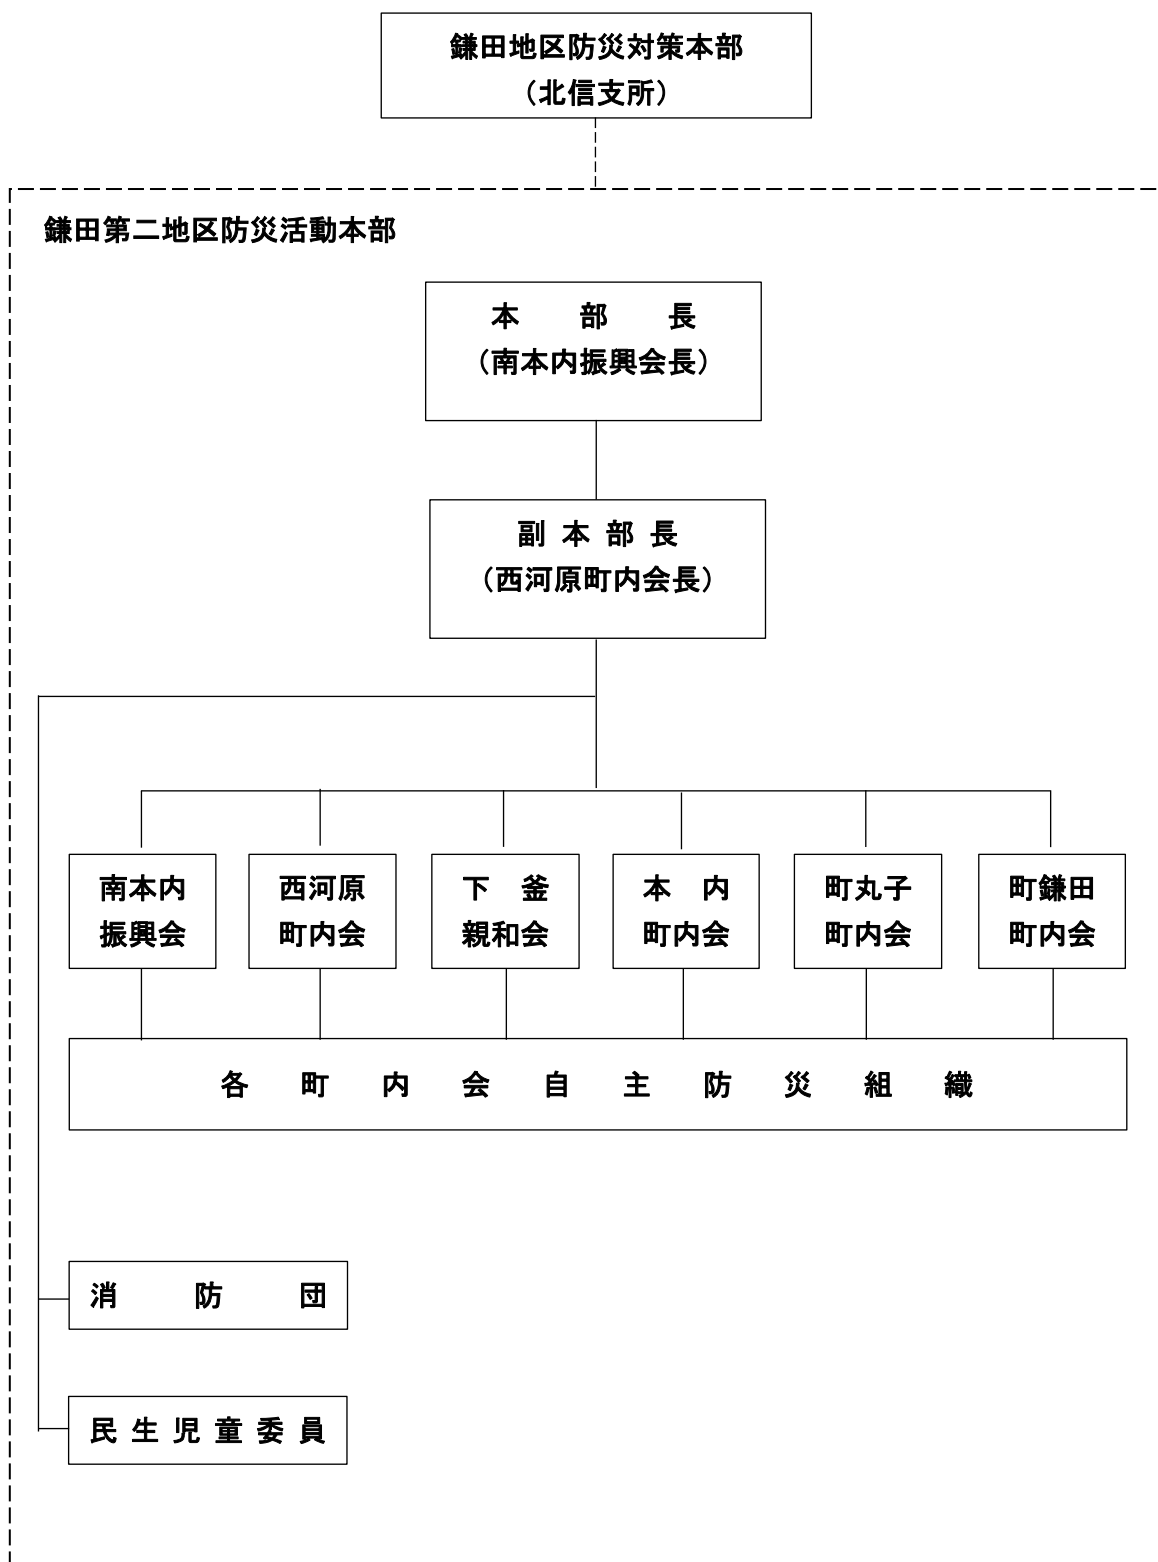 鎌田地区防災対策本部
（北信支所）
鎌田第二地区防災活動本部
本　部　長
（南本内振興会長）
副本部長
（西河原町内会長）
南本内
振興会
西河原
町内会
下　釜
親和会
本　内
町内会
町丸子
町内会
町鎌田
町内会
各町内会自主防災組織
消　防　団
民生児童委員